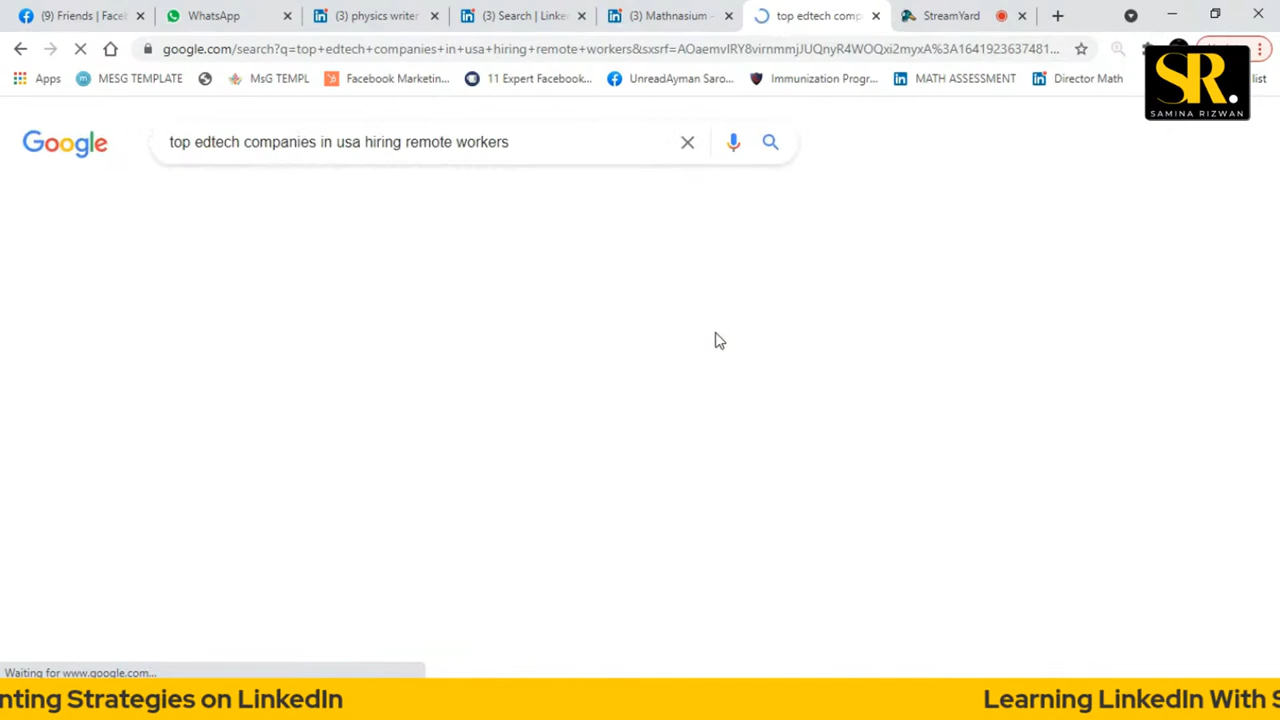 (9) Friends | Face
WhatsApp
(3) physics writer
(3) Search | Linke
(3) Mathnasium -
top edtech comp
StreamYard
google.com/search?q=top+edtech+companies+in+usa+hiring+remote+workers&sxsrf=AOaemvIRY8virnmmjJUQnyR4WOQxi2myxA%3A1641923637481...
Apps
MESG TEMPLATE
MsG TEMPL
Facebook Marketin...
11 Expert Facebook...
UnreadAyman Saro...
Immunization Progr...
MATH ASSESSMENT
Director Math
list
SR.
SAMINA RIZWAN
Google
top edtech companies in usa hiring remote workers
Waiting for www.google.com...
nting Strategies on LinkedIn
Learning LinkedIn With S